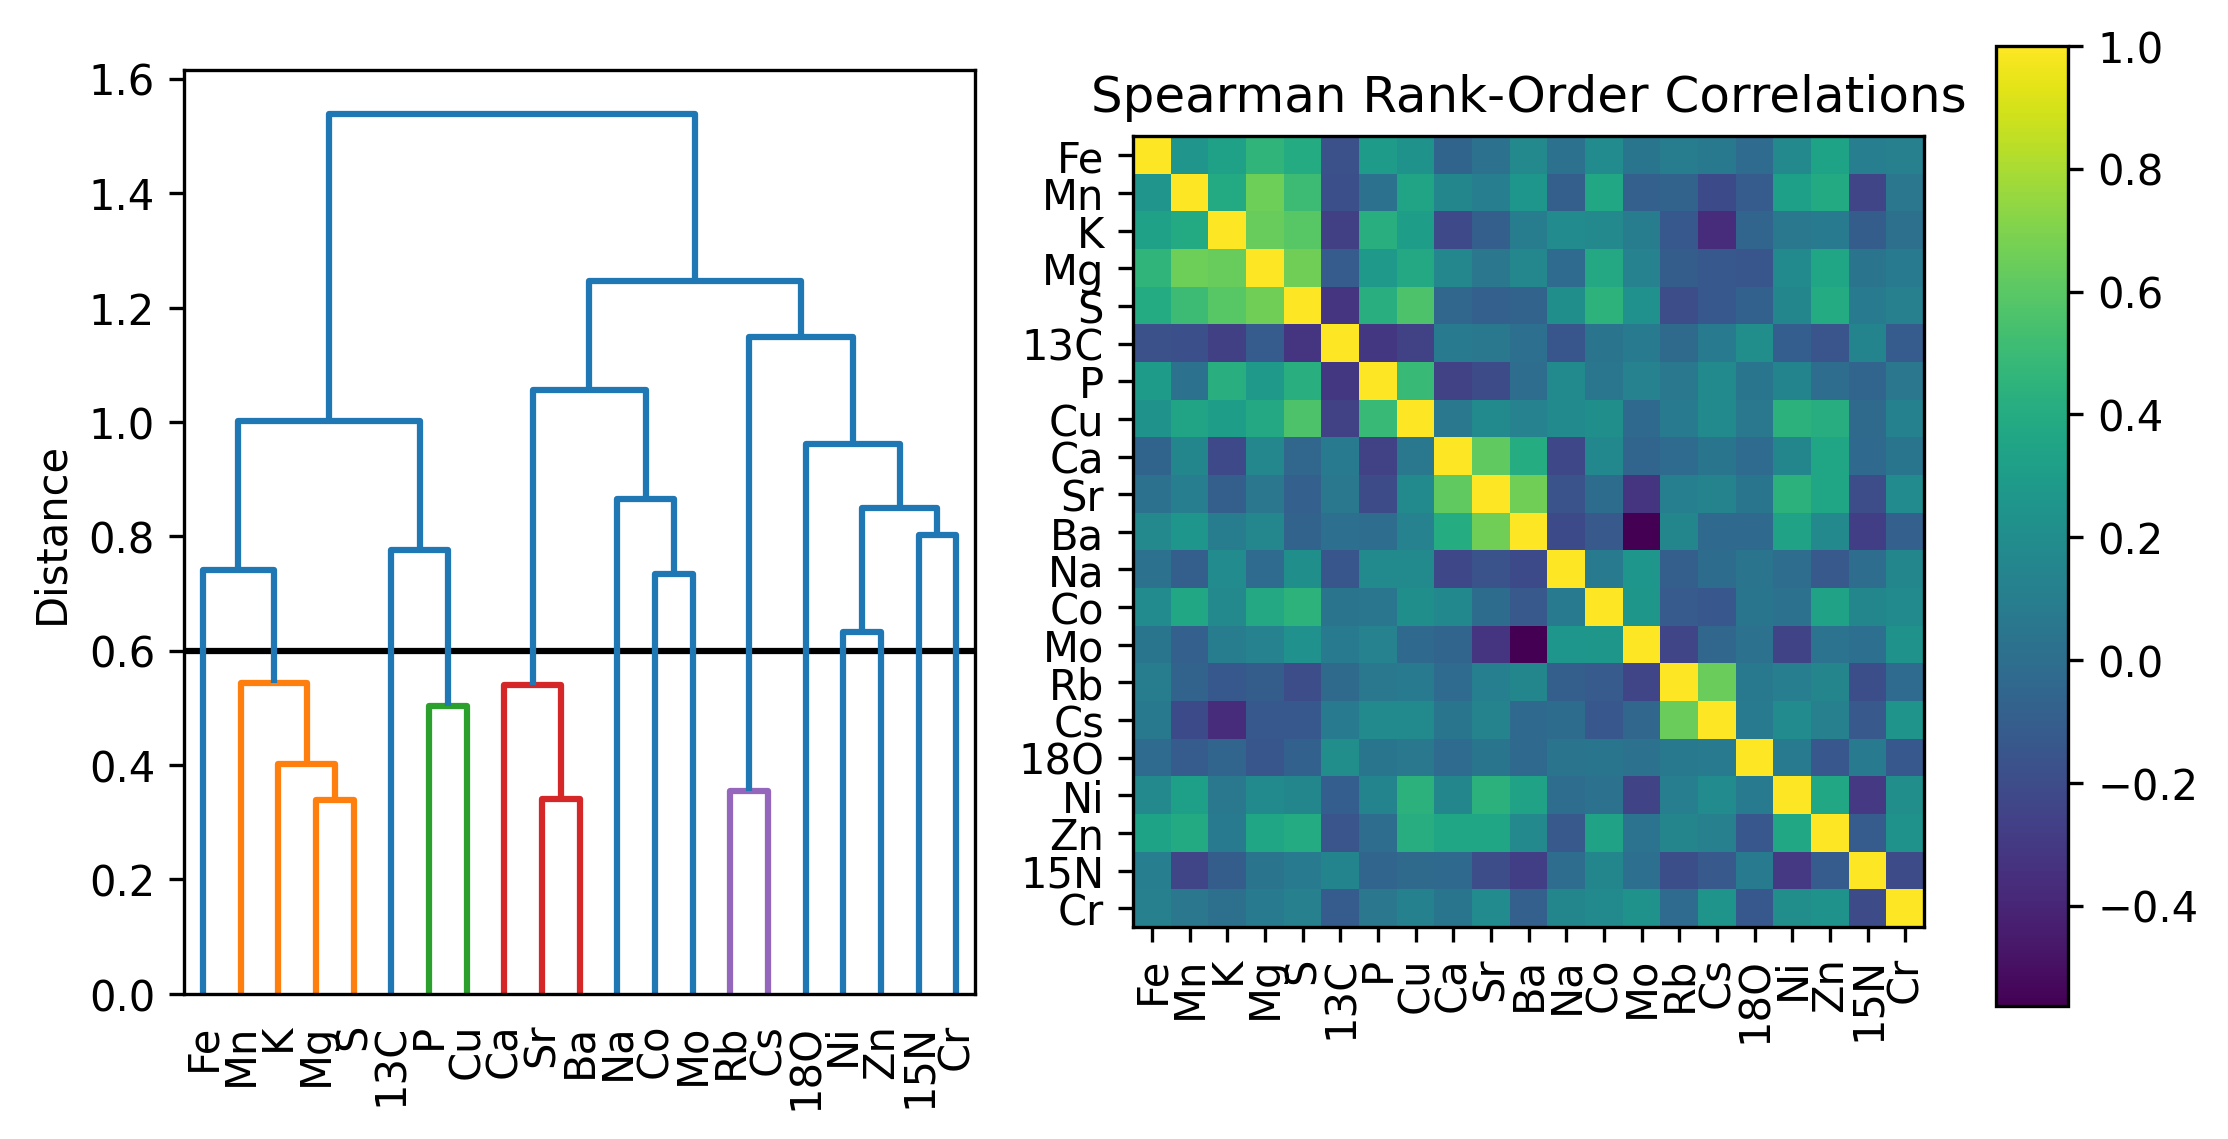 Distance
1.6
1.4
1.2
1.0
0.8
0.6
0.4
0.2
0.0
Fe
Mn
K
Mg
S
13C
P
Cu
Ca
Sr
Ba
Na
Co
Mo
Rb
Cs
18O
Ni
Zn
15N
Cr
Spearman Rank-Order Correlations
Fe
Mn
K
Mg
S
13C
P
Cu
Ca
Sr
Ba
Na
Co
Mo
Rb
Cs
18O
Ni
Zn
15N
Cr
Fe
Mn
K
Mg
S
13C
P
Cu
Ca
Sr
Ba
Na
Co
Mo
Rb
Cs
18O
Ni
Zn
15N
Cr
1.0
0.8
0.6
0.4
0.2
0.0
−0.2
−0.4